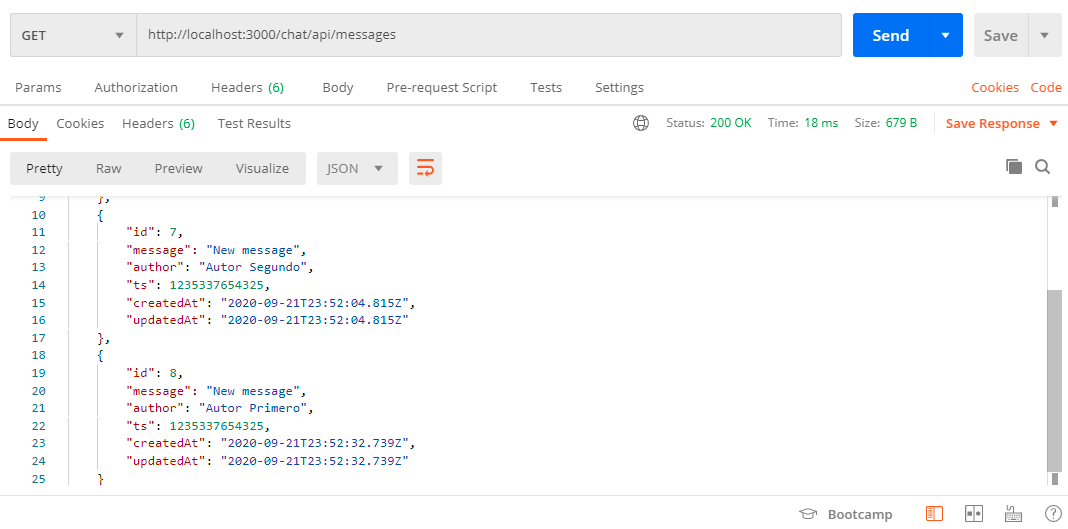 GET http://localhost:3000/chat/api/messages Send Save
Params Authorization Headers (6) Body Pre-request Script Tests Settings Cookies Code
Body Cookies Headers (6) Test Results Status: 200 OK Time: 18 ms Size: 679 B Save Response
Pretty Raw Preview Visualize JSON
9 },
10 {
11 "id": 7,
12 "message": "New message",
13 "author": "Autor Segundo",
14 "ts": 1235337654325,
15 "createdAt": "2020-09-21T23:52:04.815Z",
16 "updatedAt": "2020-09-21T23:52:04.815Z"
17 },
18 {
19 "id": 8,
20 "message": "New message",
21 "author": "Autor Primero",
22 "ts": 1235337654325,
23 "createdAt": "2020-09-21T23:52:32.739Z",
24 "updatedAt": "2020-09-21T23:52:32.739Z"
25 }
Bootcamp ?